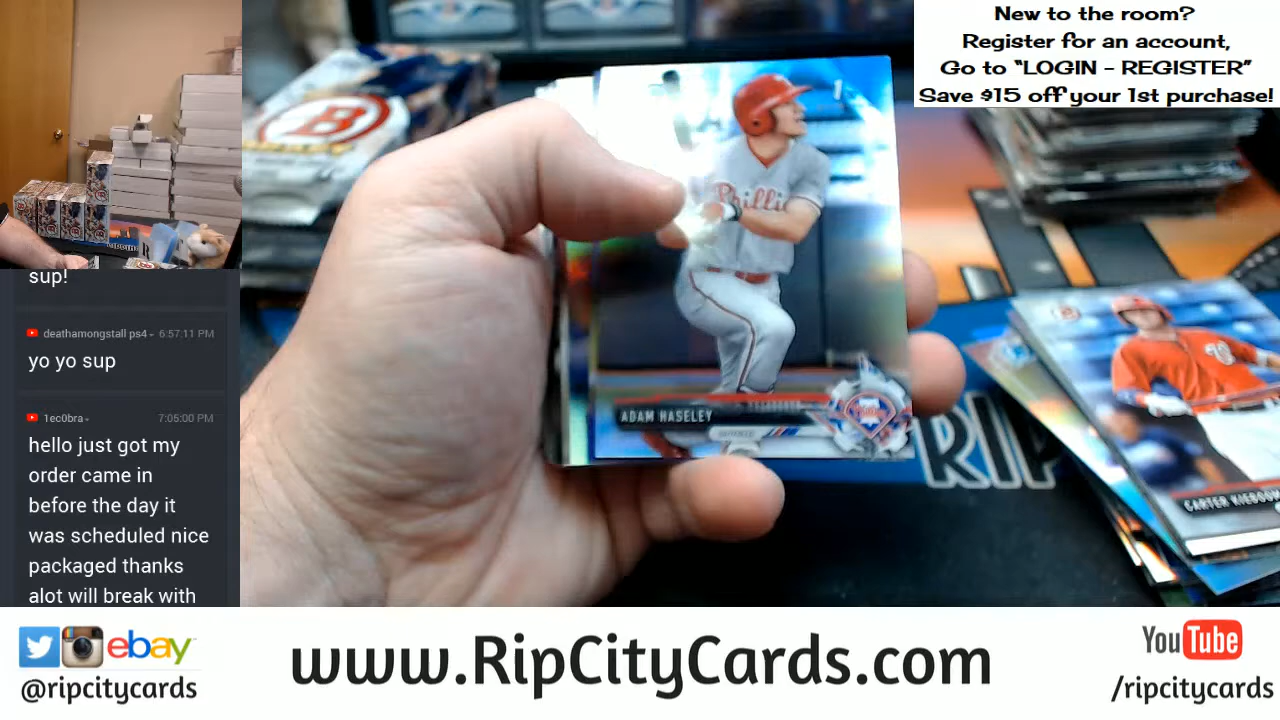 New to the room?
Register for an account,
Go to “LOGIN - REGISTER”
Save $15 off your 1st purchase!
sup!
deathamongstall ps4 6:57:11 PM
yo yo sup
1ec0bra 7:05:00 PM
hello just got my
order came in
before the day it
was scheduled nice
packaged thanks
alot will break with
B
Philli
ADAM HASELEY
CARTER KIEBOOM
RIP
ebay
@ripcitycards
www.RipCityCards.com
YouTube
/ripcitycards